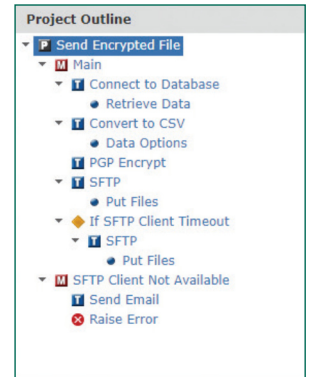 Project Outline
P Send Encrypted File
M Main
T Connect to Database
Retrieve Data
T Convert to CSV
Data Options
T PGP Encrypt
T SFTP
Put Files
If SFTP Client Timeout
T SFTP
Put Files
M SFTP Client Not Available
T Send Email
Raise Error